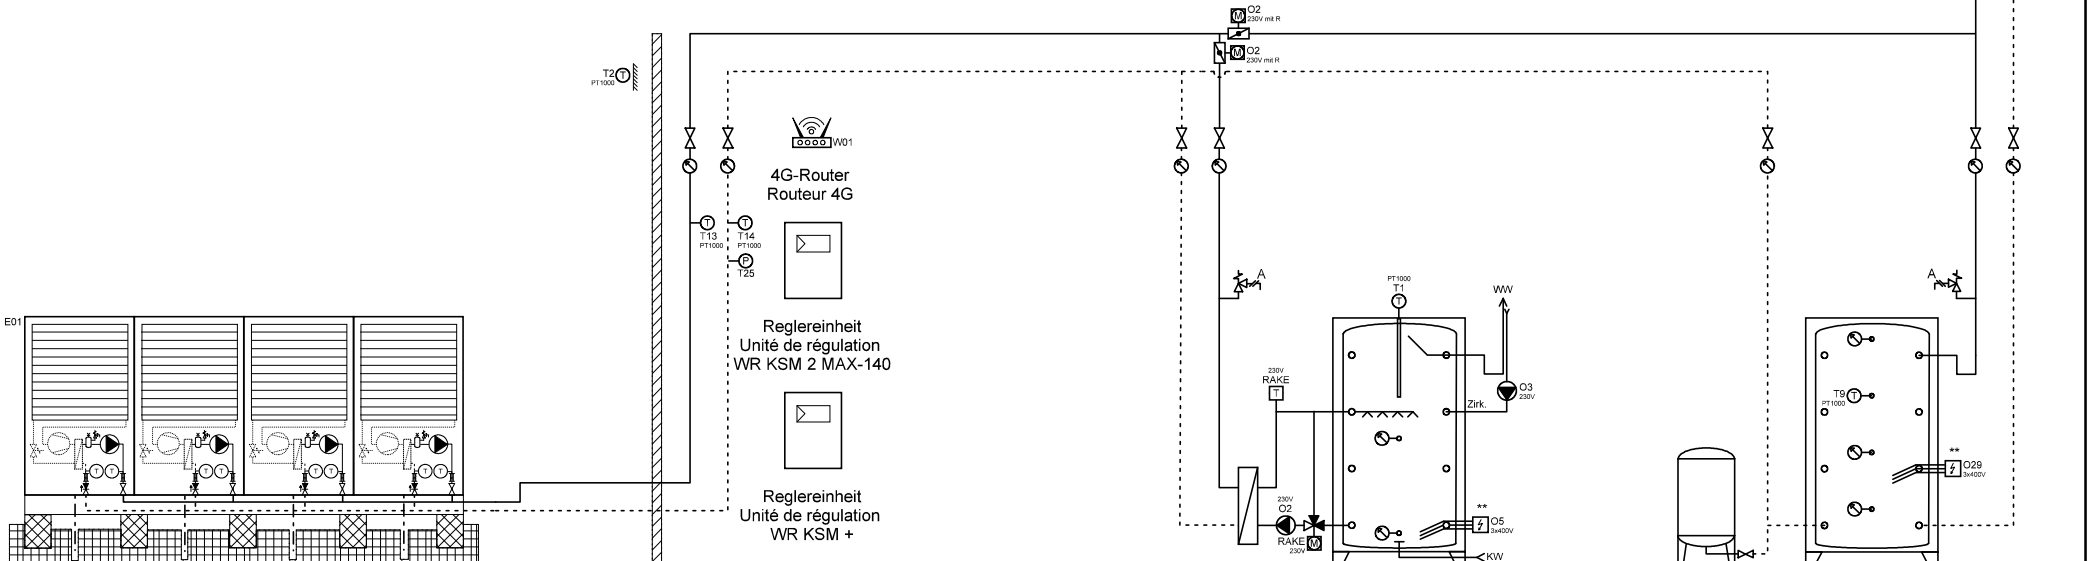 O2
230V mit R
O2
230V mit R
T2
PT1000
W01
4G-Router
Routeur 4G
T13
PT1000
T14
PT1000
T25
A
A
PT1000
T1
WW
E01
Reglereinheit
Unité de régulation
WR KSM 2 MAX-140
230V
RAKE
O3
230V
Zirk.
T9
PT1000
**
O29
3x400V
Reglereinheit
Unité de régulation
WR KSM +
230V
O2
RAKE
230V
**
O5
3x400V
KW
T
T
T
P
T
T
T
M
M
M
T
T
T
T
T
T
T
T